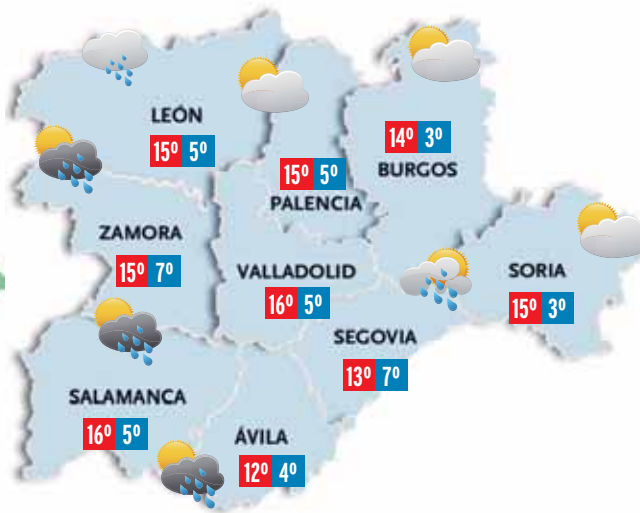 LEÓN
15º 5º
14º 3º
BURGOS
15º 5º
PALENCIA
ZAMORA
15º 7º
VALLADOLID
16º 5º
SORIA
15º 3º
SEGOVIA
13º 7º
SALAMANCA
16º 5º
ÁVILA
12º 4º